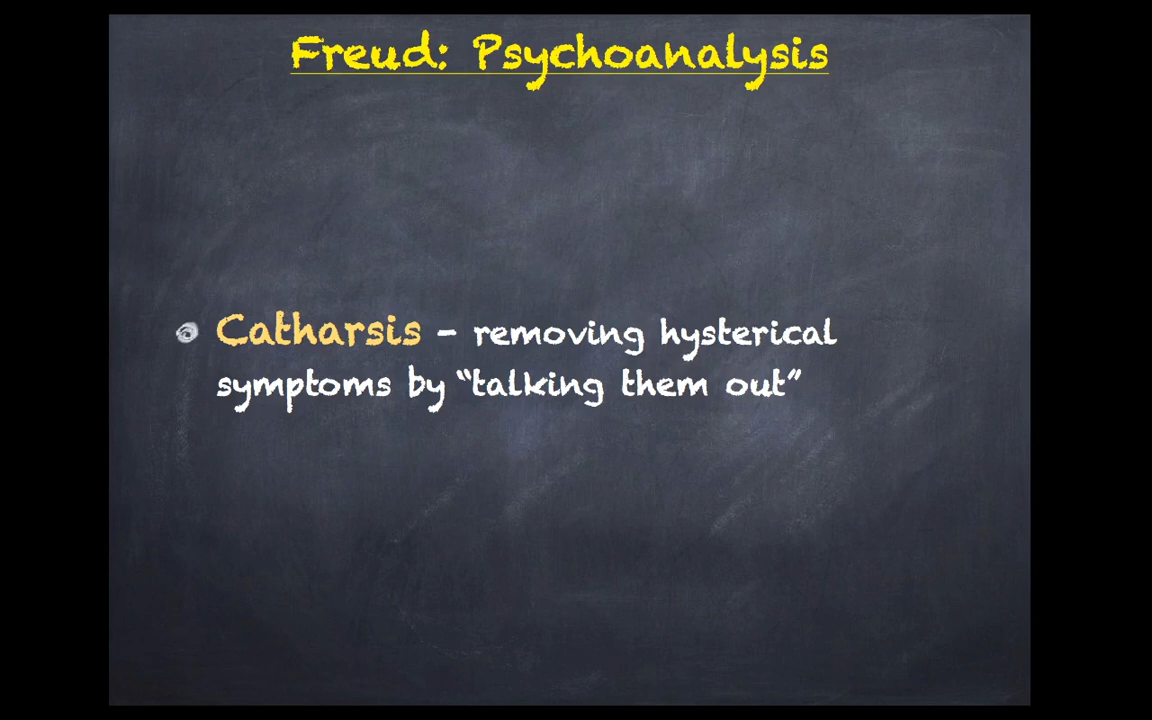 Freud: Psychoanalysis
Catharsis - removing hysterical
symptoms by “talking them out”